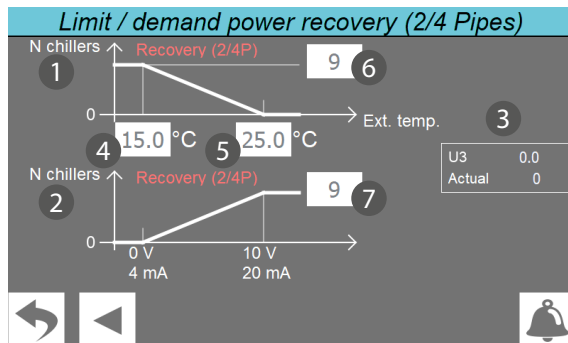 Limit / demand power recovery (2/4 Pipes)
N chillers
Recovery (2/4P)
9
6
1
0
Ext. temp.
3
4
15.0 °C
5
25.0 °C
U3 0.0
Actual 0
N chillers
Recovery (2/4P)
9
7
2
0
0 V
10 V
4 mA
20 mA